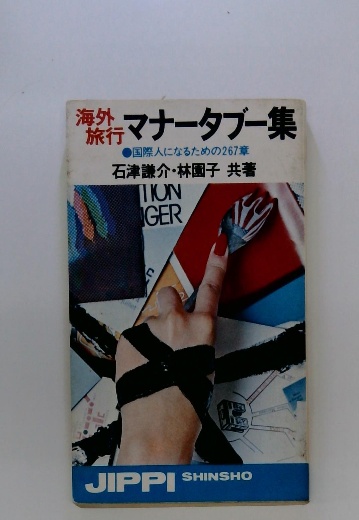 海外旅行マナータブー集
●国際人になるための267章
石津謙介・林園子 共著
TION
NGER
JIPPI SHINSHO